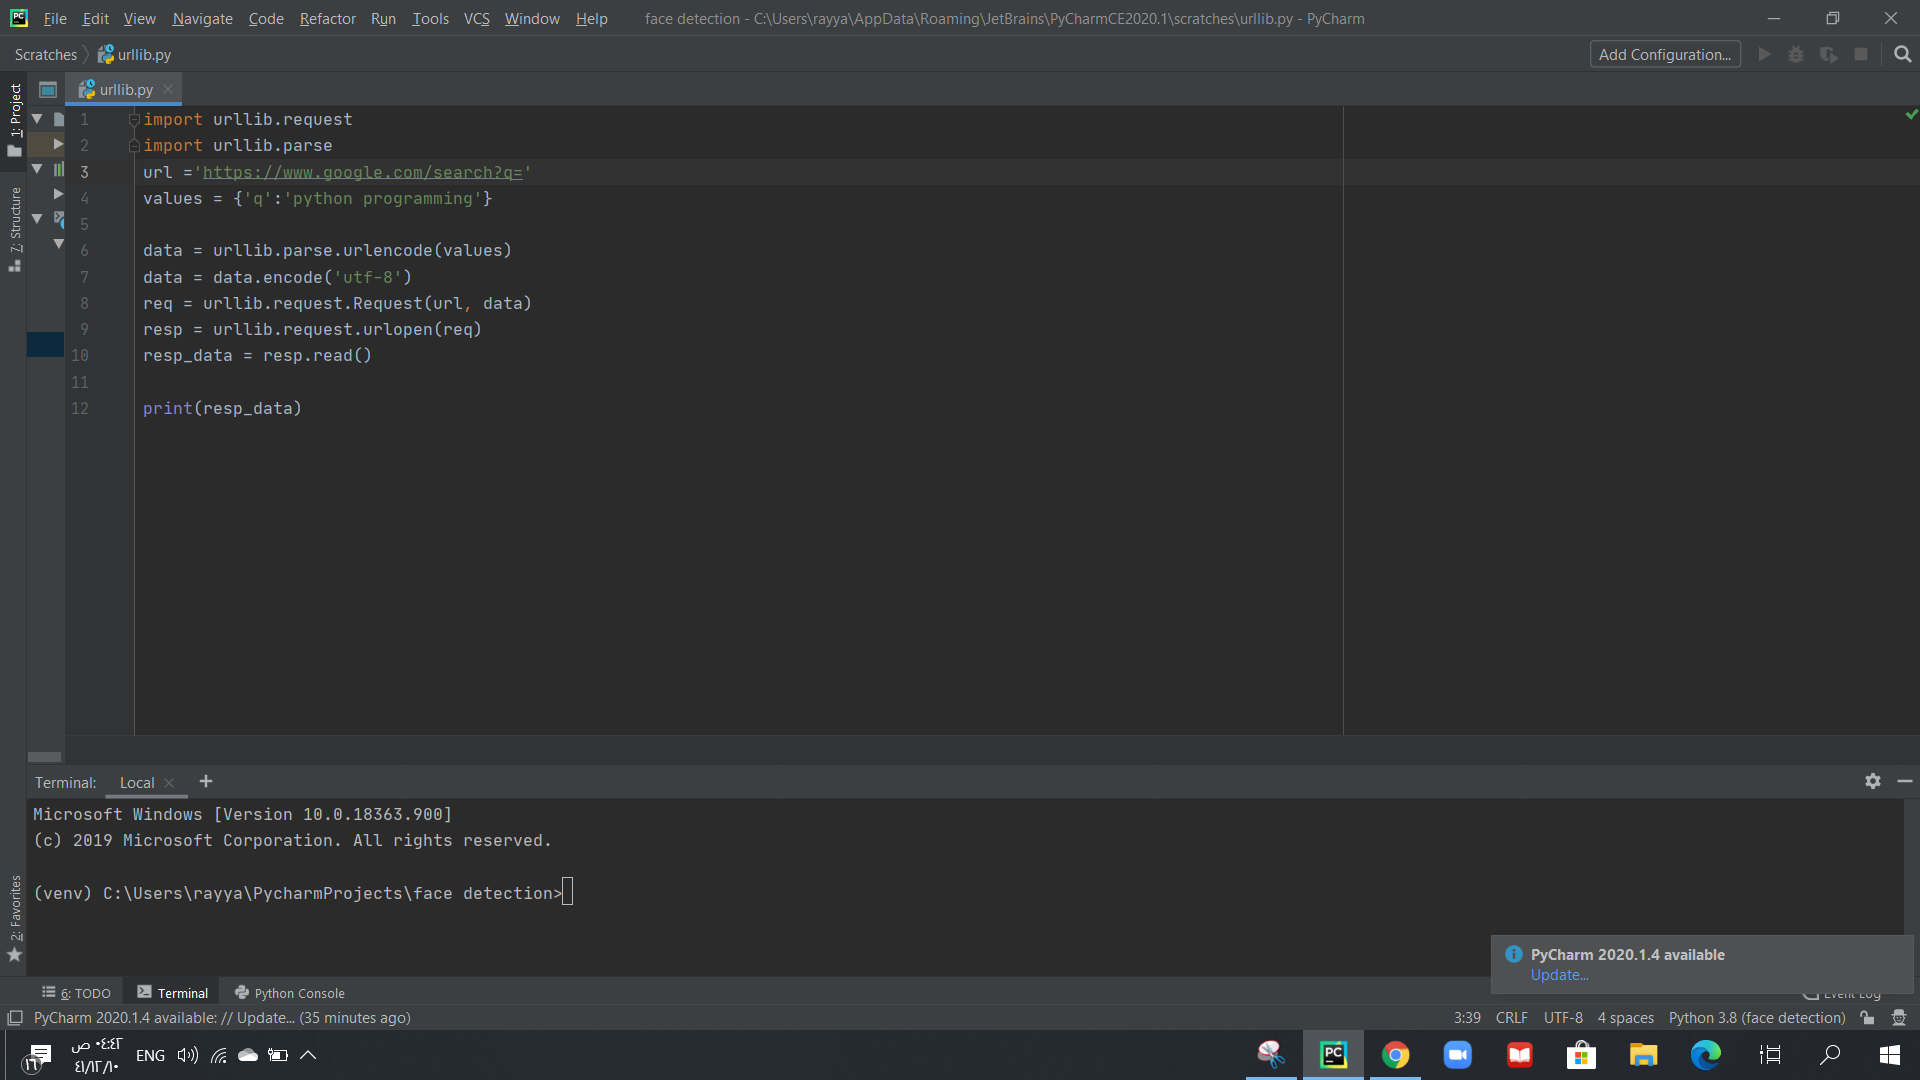 File Edit View Navigate Code Refactor Run Tools VCS Window Help face detection - C:\Users\rayya\AppData\Roaming\JetBrains\PyCharmCE2020.1\scratches\urllib.py - PyCharm
Scratches urllib.py Add Configuration...
1: Project
urllib.py
1 import urllib.request
2 import urllib.parse
3 url ='https://www.google.com/search?q='
4 values = {'q':'python programming'}
5
6 data = urllib.parse.urlencode(values)
7 data = data.encode('utf-8')
8 req = urllib.request.Request(url, data)
9 resp = urllib.request.urlopen(req)
10 resp_data = resp.read()
11
12 print(resp_data)
7: Structure
Terminal: Local
Microsoft Windows [Version 10.0.18363.900]
(c) 2019 Microsoft Corporation. All rights reserved.
(venv) C:\Users\rayya\PycharmProjects\face detection>
2: Favorites
PyCharm 2020.1.4 available
Update...
6: TODO Terminal Python Console Event Log
PyCharm 2020.1.4 available: // Update... (35 minutes ago) 3:39 CRLF UTF-8 4 spaces Python 3.8 (face detection)
٠٤:٤٢ ص
ENG
٤١/١٢/١٠
١٦